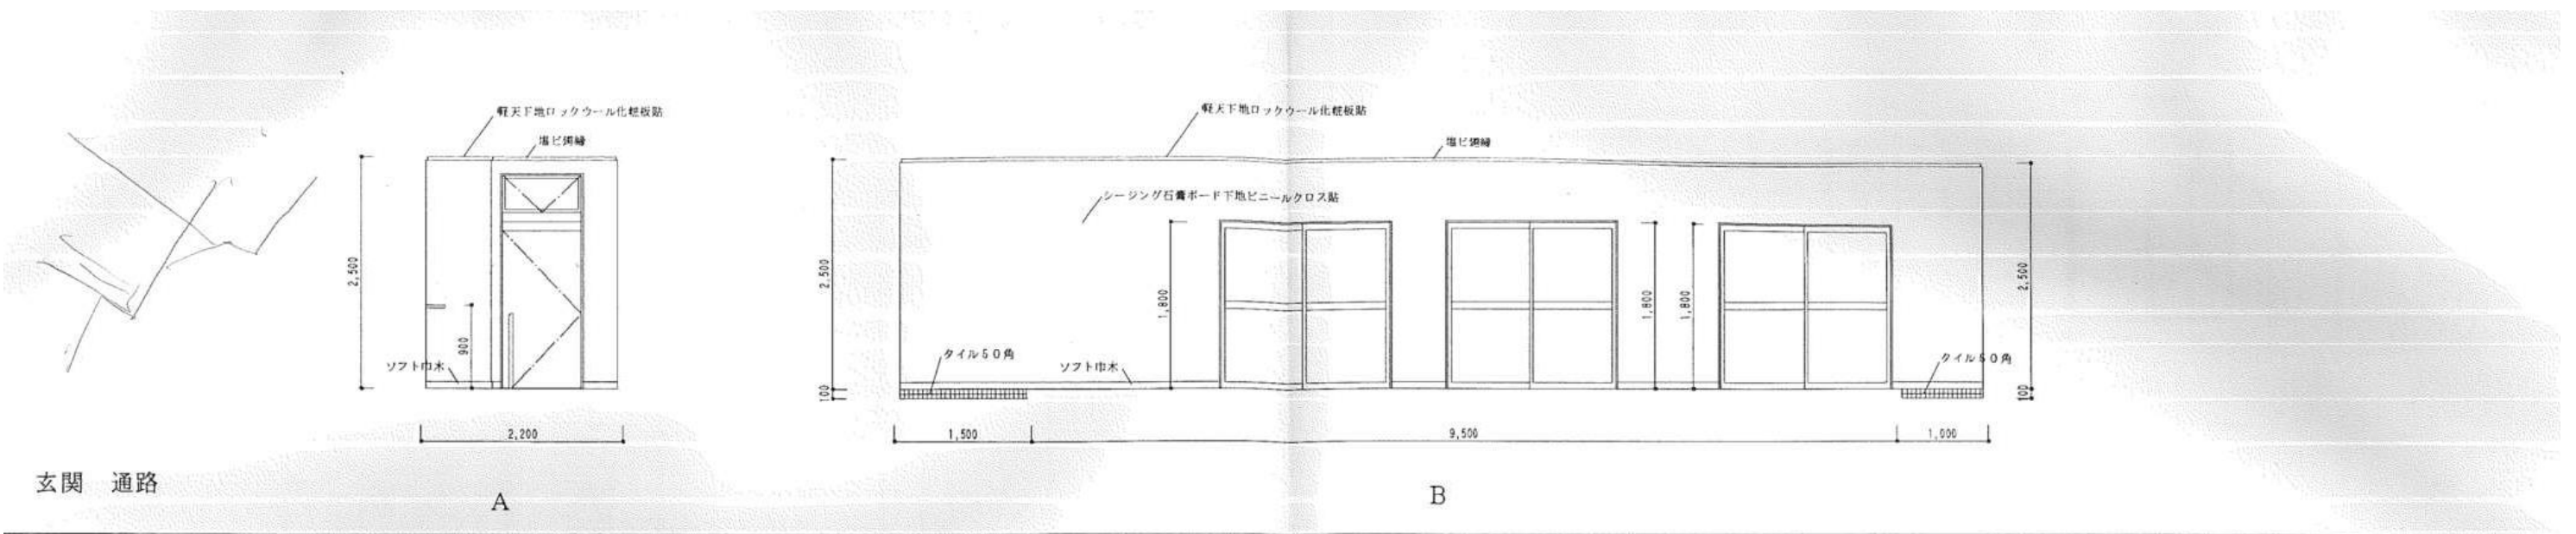 軽天下地ロックウール化粧板貼
塩ビ廻縁
2,500
900
ソフト巾木
2,200
A
玄関 通路
軽天下地ロックウール化粧板貼
塩ビ廻縁
シージング石膏ボード下地ビニールクロス貼
2,500
1,800
1,800
1,800
2,500
タイル50角
ソフト巾木
タイル50角
100
100
1,500
9,500
1,000
B